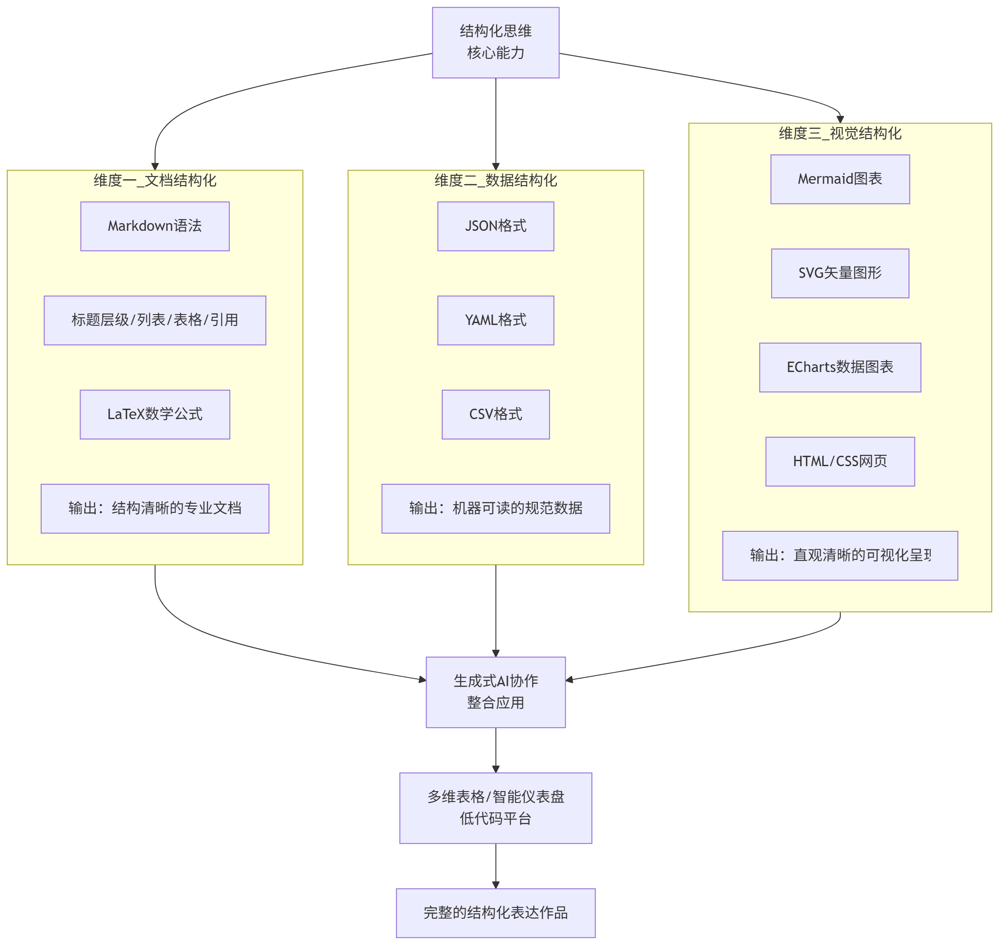 结构化思维
核心能力
维度一_文档结构化
Markdown语法
标题层级/列表/表格/引用
LaTeX数学公式
输出：结构清晰的专业文档
维度二_数据结构化
JSON格式
YAML格式
CSV格式
输出：机器可读的规范数据
维度三_视觉结构化
Mermaid图表
SVG矢量图形
ECharts数据图表
HTML/CSS网页
输出：直观清晰的可视化呈
生成式AI协作
整合应用
多维表格/智能仪表盘
低代码平台
完整的结构化表达作品